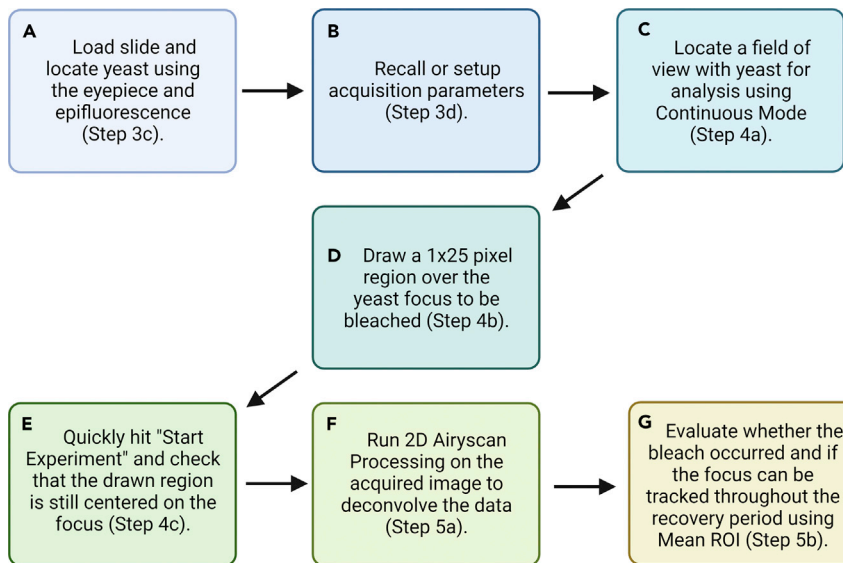 A
Load slide and
locate yeast using
the eyepiece and
epifluorescence
(Step 3c).
B
Recall or setup
acquisition parameters
(Step 3d).
C
Locate a field of
view with yeast for
analysis using
Continuous Mode
(Step 4a).
D Draw a 1x25 pixel
region over the
yeast focus to be
bleached (Step 4b).
E
Quickly hit "Start
Experiment" and check
that the drawn region
is still centered on the
focus (Step 4c).
F
Run 2D Airyscan
Processing on the
acquired image to
deconvolve the data
(Step 5a).
G
Evaluate whether the
bleach occurred and if
the focus can be
tracked throughout the
recovery period using
Mean ROI (Step 5b).